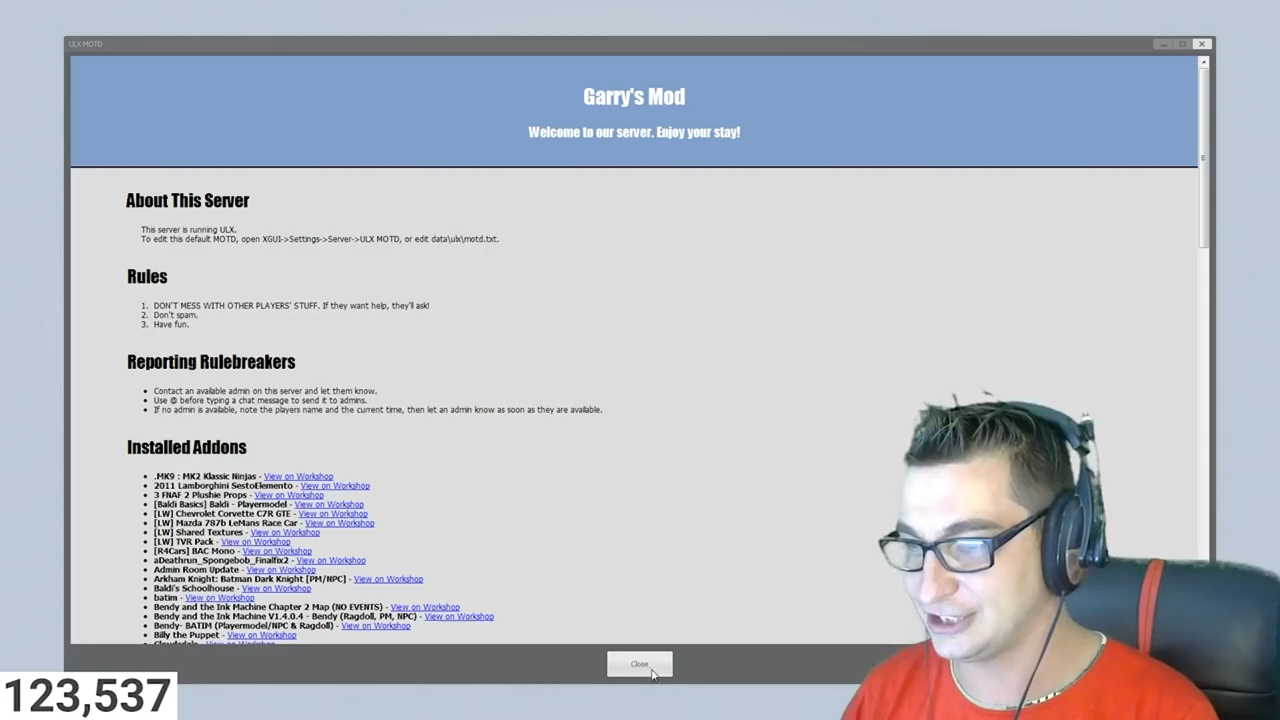 ULX MOTD
Garry's Mod
Welcome to our server. Enjoy your stay!
About This Server
This server is running ULX.
To edit this default MOTD, open XGUI->Settings->Server->ULX MOTD, or edit data\ulx\motd.txt.
Rules
1. DON'T MESS WITH OTHER PLAYERS' STUFF. If they want help, they'll ask!
2. Don't spam.
3. Have fun.
Reporting Rulebreakers
• Contact an available admin on this server and let them know.
• Use @ before typing a chat message to send it to admins.
• If no admin is available, note the players name and the current time, then let an admin know as soon as they are available.
Installed Addons
• .MK9 : MK2 Klassic Ninjas - View on Workshop
• 2011 Lamborghini SestoElemento - View on Workshop
• 3 FNAF 2 Plushie Props - View on Workshop
• [Baldi Basics] Baldi - Playermodel - View on Workshop
• [LW] Chevrolet Corvette C7R GTE - View on Workshop
• [LW] Mazda 787b LeMans Race Car - View on Workshop
• [LW] Shared Textures - View on Workshop
• [LW] TVR Pack - View on Workshop
• [R4Cars] BAC Mono - View on Workshop
• aDeathrun_Spongebob_Finalfix2 - View on Workshop
• Admin Room Update - View on Workshop
• Arkham Knight: Batman Dark Knight [PM/NPC] - View on Workshop
• Baldi's Schoolhouse - View on Workshop
• batim - View on Workshop
• Bendy and the Ink Machine Chapter 2 Map (NO EVENTS) - View on Workshop
• Bendy and the Ink Machine V1.4.0.4 - Bendy (Ragdoll, PM, NPC) - View on Workshop
• Bendy- BATIM (Playermodel/NPC & Ragdoll) - View on Workshop
• Billy the Puppet - View on Workshop
Close
123,537